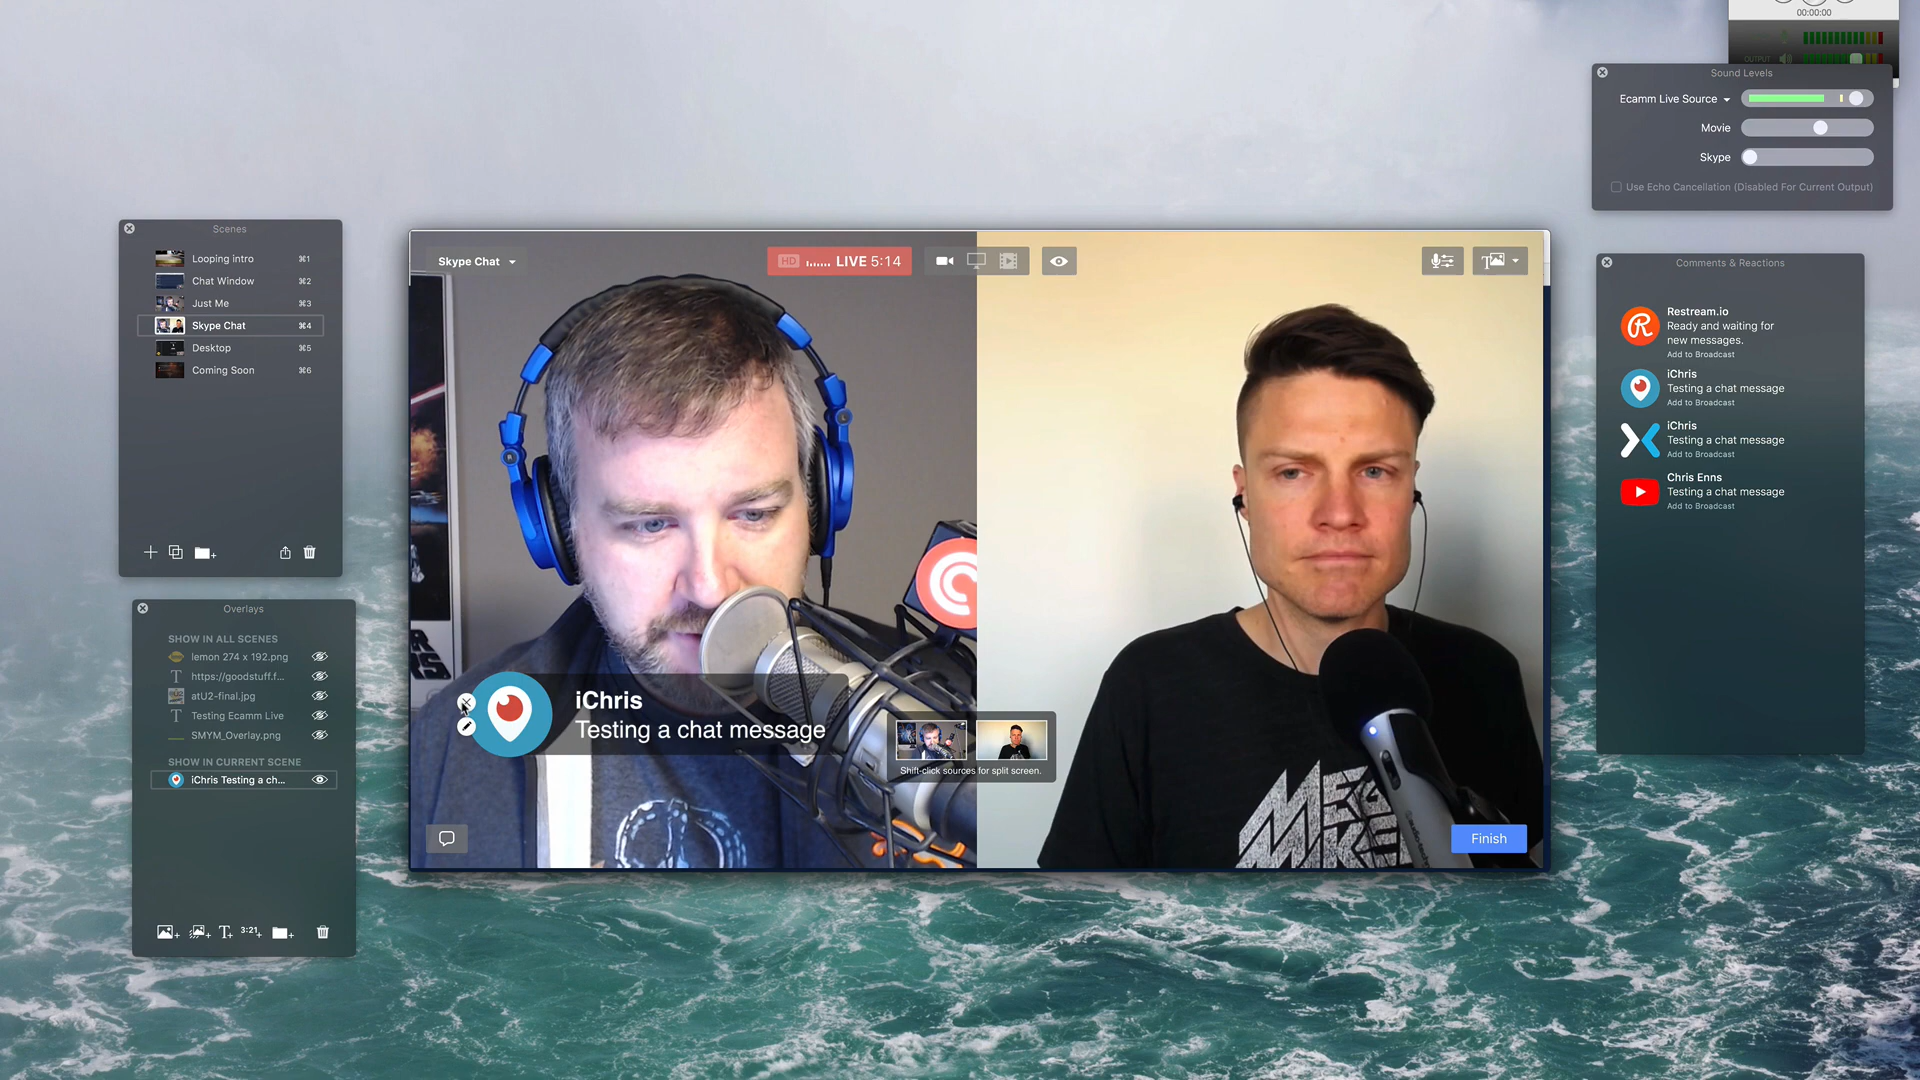 00:00:00
OUTPUT
Sound Levels
Ecamm Live Source
Movie
Skype
Use Echo Cancellation (Disabled For Current Output)
Scenes
Looping intro ⌘1
Chat Window ⌘2
Just Me ⌘3
Skype Chat ⌘4
Desktop ⌘5
Coming Soon ⌘6
Overlays
SHOW IN ALL SCENES
lemon 274 x 192.png
https://goodstuff.f...
atU2-final.jpg
Testing Ecamm Live
SMYM_Overlay.png
SHOW IN CURRENT SCENE
iChris Testing a ch...
3:21+
Skype Chat
HD LIVE 5:14
R
L
iChris
Testing a chat message
Shift-click sources for split screen.
Finish
Comments & Reactions
Restream.io
Ready and waiting for
new messages.
Add to Broadcast
iChris
Testing a chat message
Add to Broadcast
iChris
Testing a chat message
Add to Broadcast
Chris Enns
Testing a chat message
Add to Broadcast